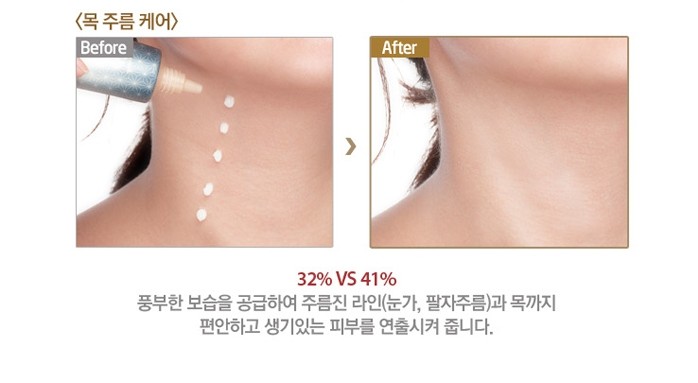 <목 주름 케어>
Before
After
32% VS 41%
풍부한 보습을 공급하여 주름진 라인(눈가, 팔자주름)과 목까지
편안하고 생기있는 피부를 연출시켜 줍니다.